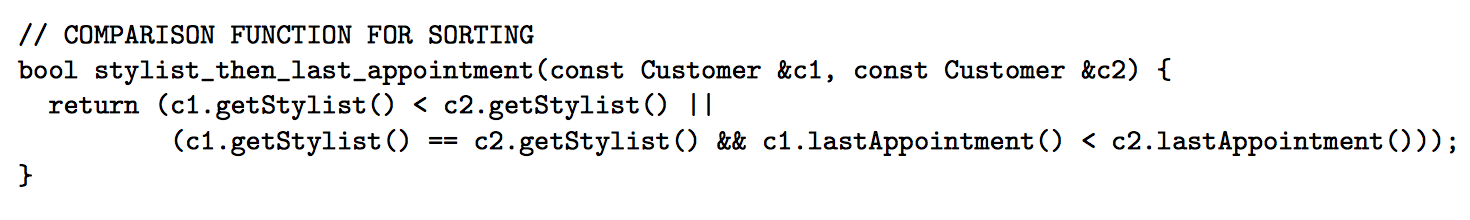 // COMPARISON FUNCTION FOR SORTING
bool stylist_then_last_appointment(const Customer &c1, const Customer &c2) {
  return (c1.getStylist() < c2.getStylist() ||
          (c1.getStylist() == c2.getStylist() && c1.lastAppointment() < c2.lastAppointment()));
}